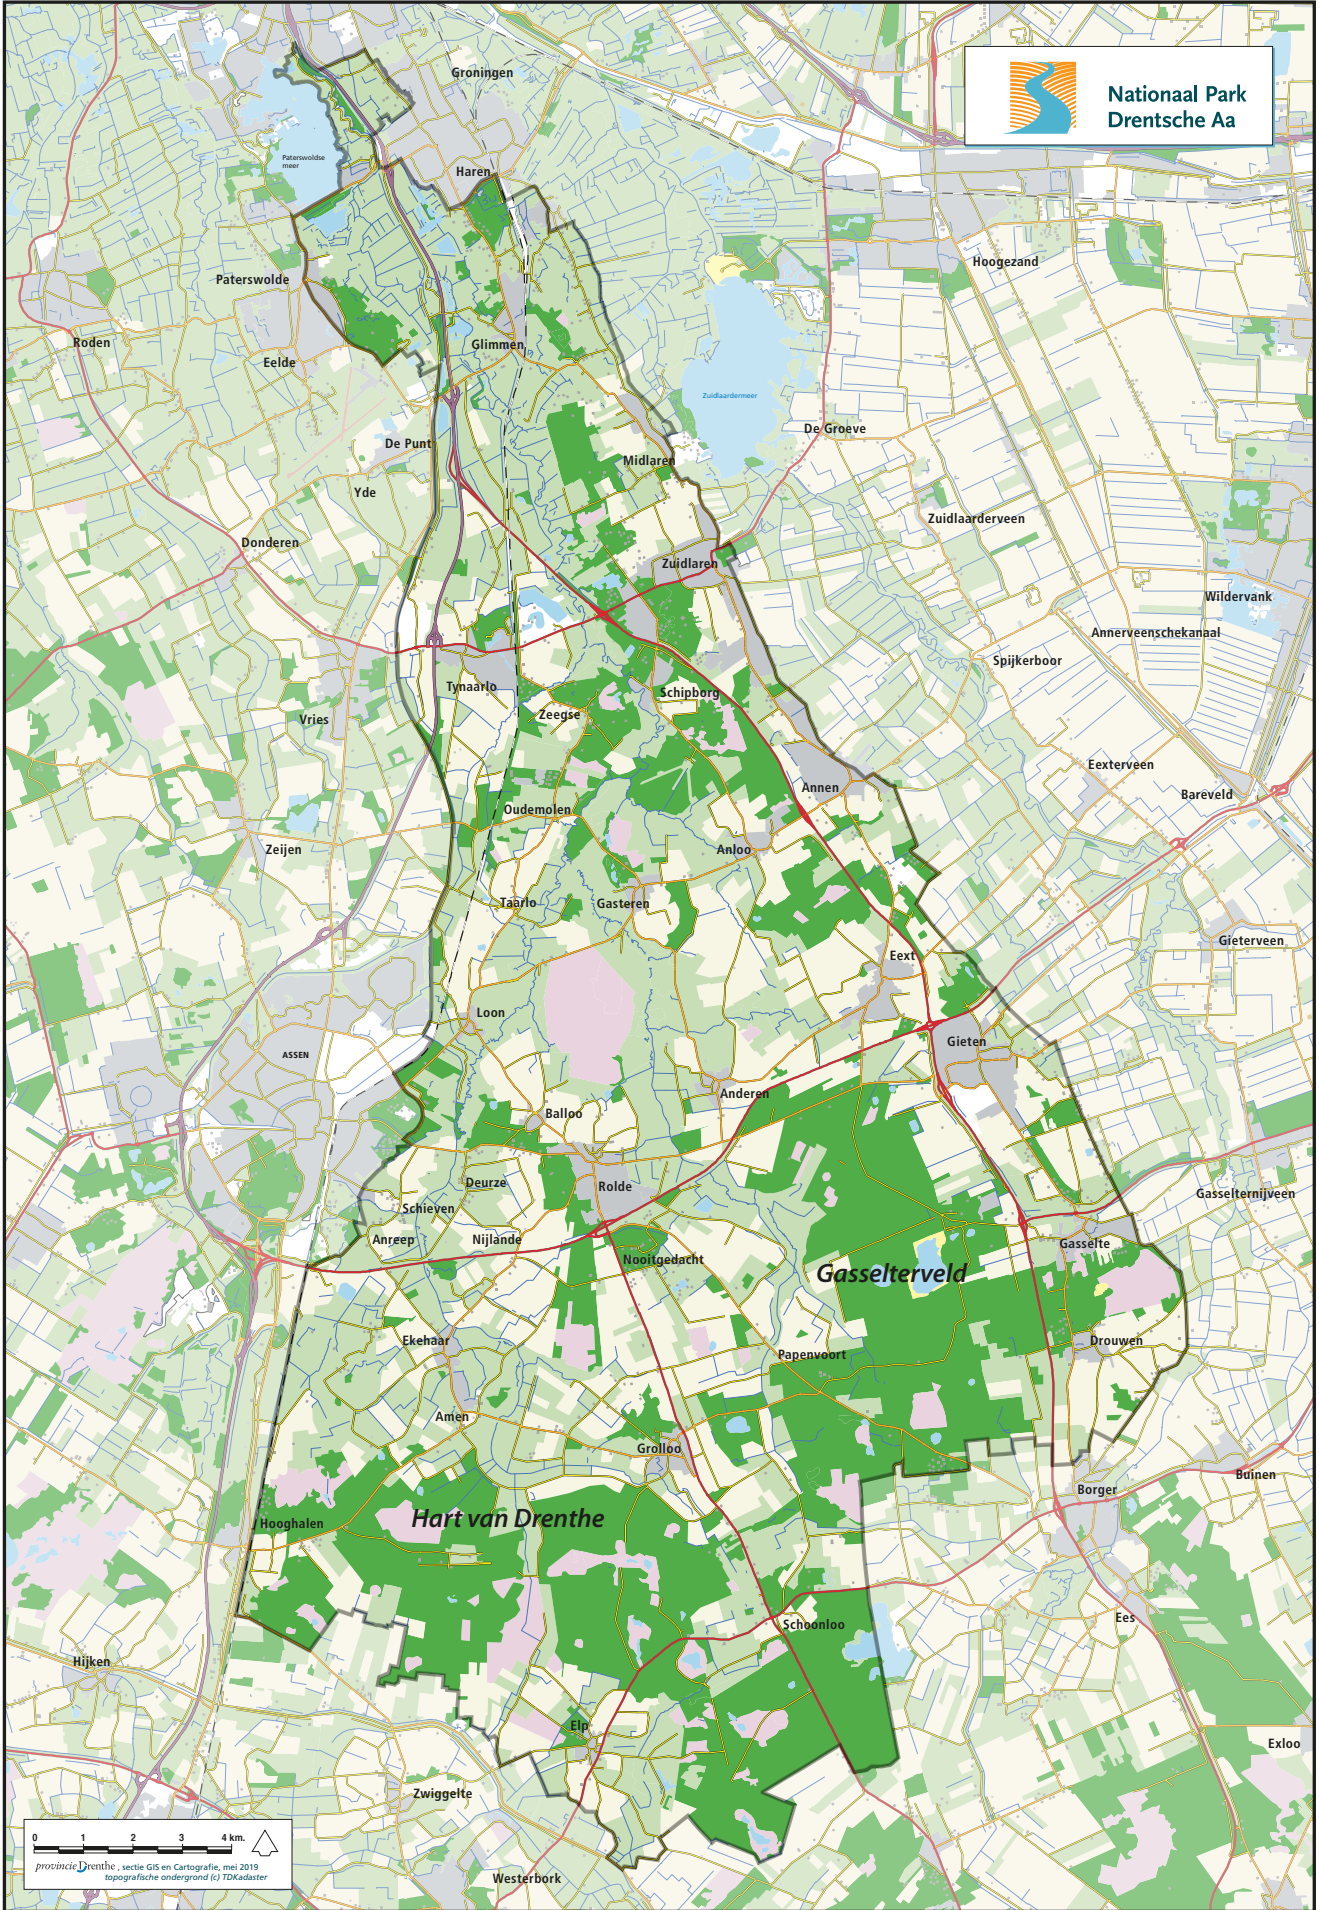 Groningen
Nationaal Park
Drentsche Aa
Paterswoldse
meer
Haren
Hoogezand
Paterswolde
Roden
Glimmen
Eelde
Zuidlaardermeer
De Groeve
De Punt
Midlaren
Yde
Zuidlaarderveen
Donderen
Zuidlaren
Wildervank
Annerveenschekanaal
Spijkerboor
Tynaarlo
Schipborg
Zeegse
Vries
Eexterveen
Annen
Bareveld
Oudemolen
Zeijen
Anloo
Taarlo
Gasteren
Gieterveen
Eext
Loon
Gieten
ASSEN
Anderen
Balloo
Deurze
Rolde
Gasselternijveen
Schieven
Anreep
Nijlande
Gasselte
Nooitgedacht
Gasselterveld
Ekehaar
Drouwen
Papenvoort
Amen
Grolloo
Buinen
Borger
Hart van Drenthe
Hooghalen
Ees
Schoonloo
Hijken
Elp
Exloo
Zwiggelte
0 1 2 3 4 km.
provincie Drenthe , sectie GIS en Cartografie, mei 2019
topografische ondergrond (c) TDKadaster
Westerbork